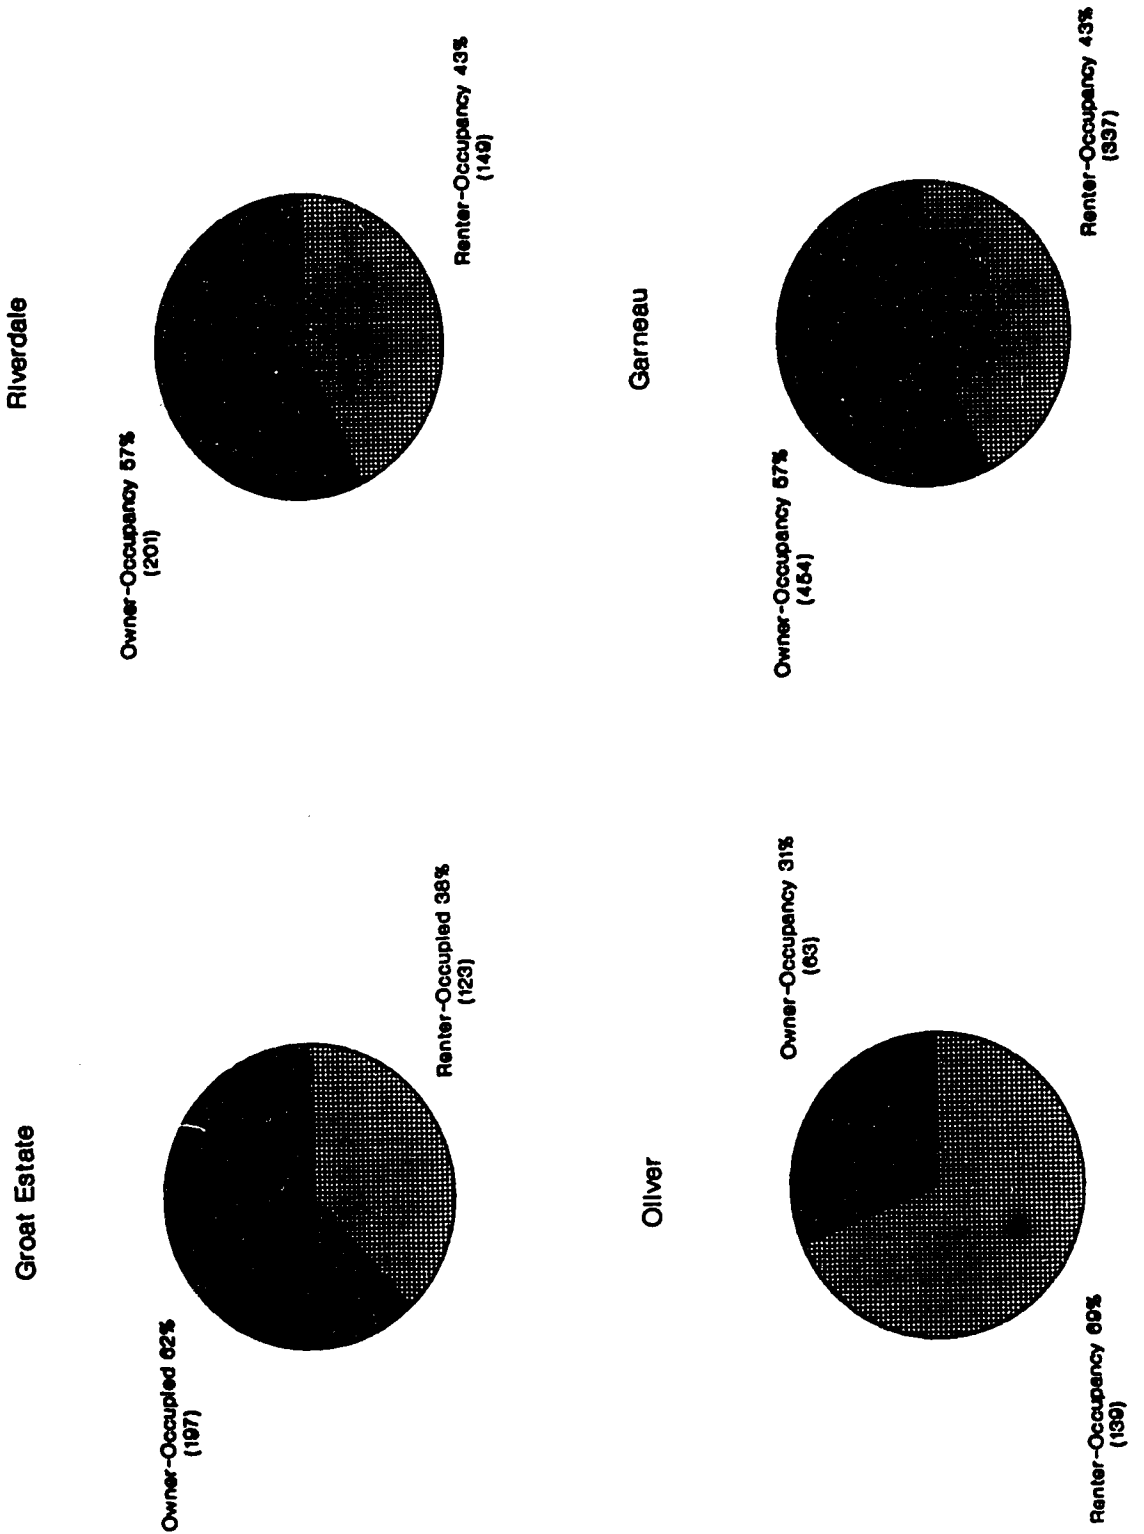 Groat Estate
Owner-Occupied 62%
(197)
Renter-Occupied 38%
(123)
Riverdale
Owner-Occupancy 57%
(201)
Renter-Occupancy 43%
(149)
Oliver
Owner-Occupancy 31%
(63)
Renter-Occupancy 69%
(139)
Garneau
Owner-Occupancy 57%
(454)
Renter-Occupancy 43%
(337)